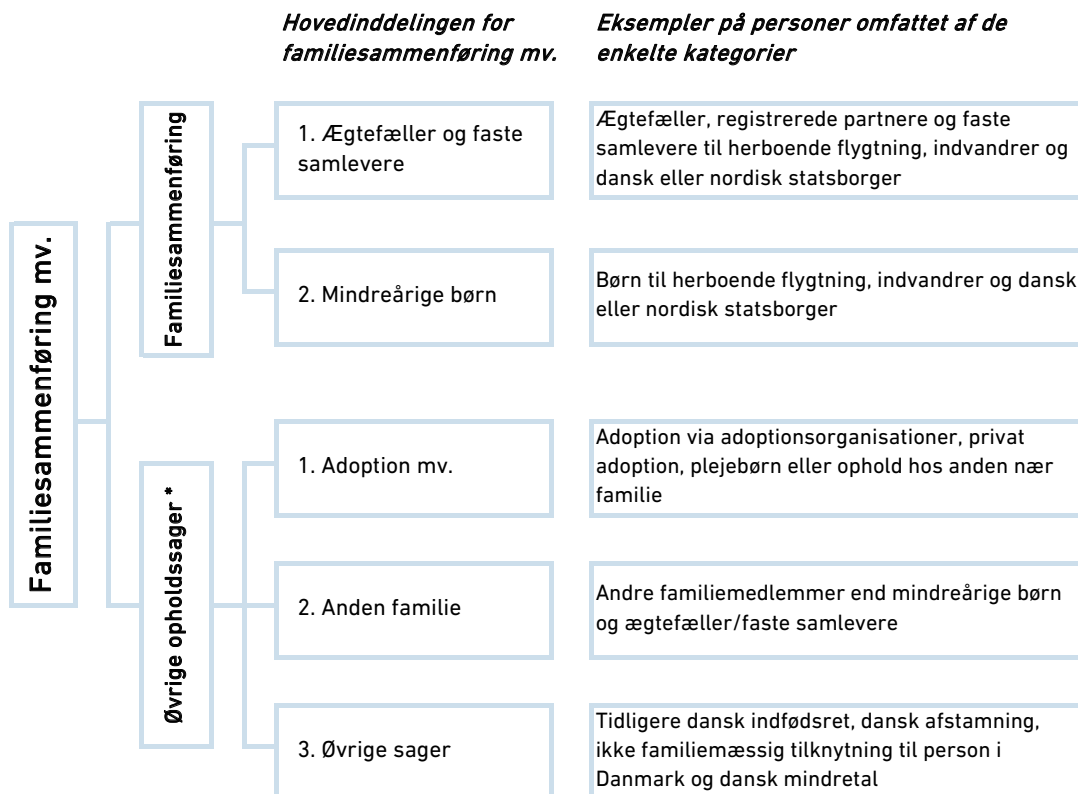 Hovedinddelingen for
familiesammenføring mv.
Eksempler på personer omfattet af de
enkelte kategorier
Familiesammenføring mv.
Familiesammenføring
1. Ægtefæller og faste
samlevere
Ægtefæller, registrerede partnere og faste
samlevere til herboende flygtning, indvandrer og
dansk eller nordisk statsborger
2. Mindreårige børn
Børn til herboende flygtning, indvandrer og dansk
eller nordisk statsborger
Øvrige opholdssager *
1. Adoption mv.
Adoption via adoptionsorganisationer, privat
adoption, plejebørn eller ophold hos anden nær
familie
2. Anden familie
Andre familiemedlemmer end mindreårige børn
og ægtefæller/faste samlevere
3. Øvrige sager
Tidligere dansk indfødsret, dansk afstamning,
ikke familiemæssig tilknytning til person i
Danmark og dansk mindretal